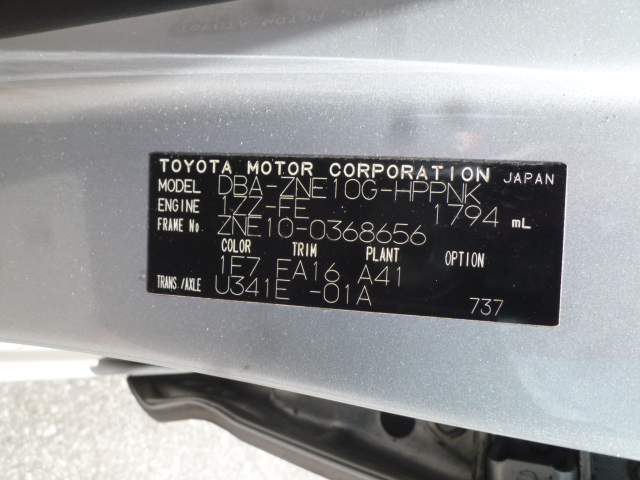 TOYOTA MOTOR CORPORATION JAPAN
MODEL DBA-ZNE10G-HPPNK
ENGINE 1ZZ-FE 1794 mL
FRAME No. ZNE10-0368656
COLOR TRIM PLANT OPTION
1F7 FA16 A41
TRANS./AXLE U341E -01A
737